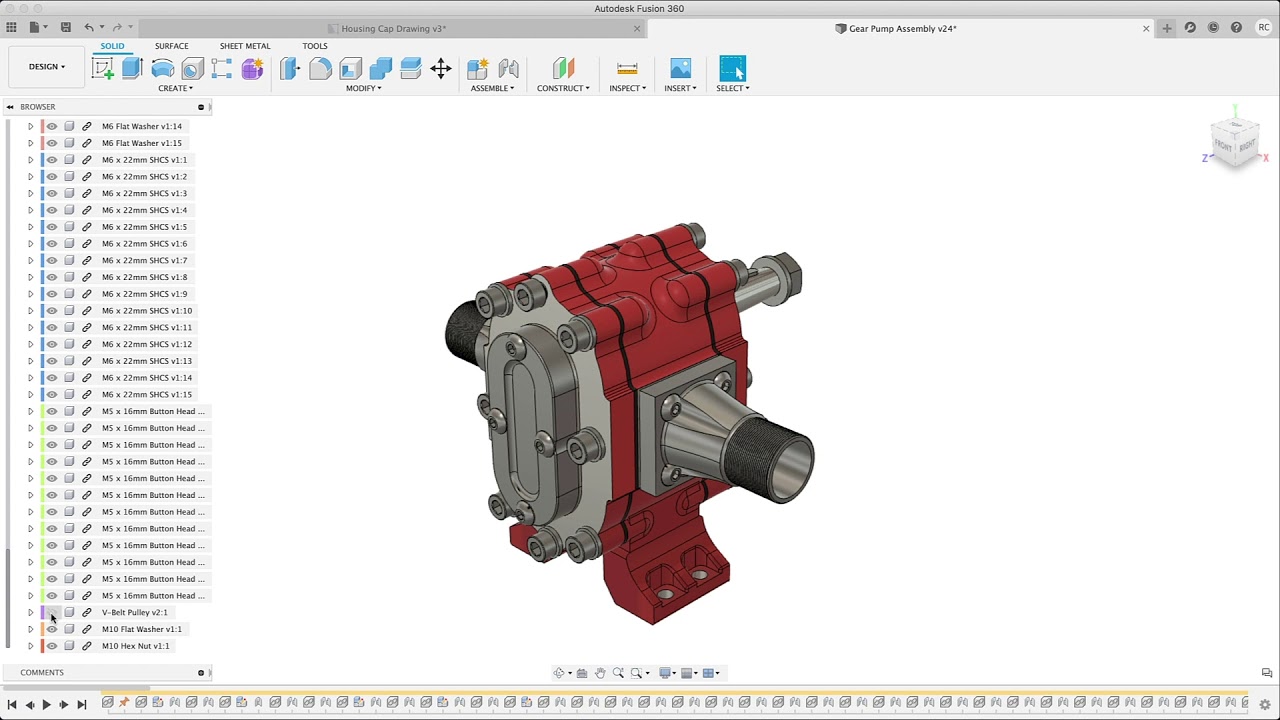 Autodesk Fusion 360
Housing Cap Drawing v3*
Gear Pump Assembly v24*
RC
DESIGN
SOLID SURFACE SHEET METAL TOOLS
CREATE MODIFY ASSEMBLE CONSTRUCT INSPECT INSERT SELECT
BROWSER
M6 Flat Washer v1:14
M6 Flat Washer v1:15
M6 x 22mm SHCS v1:1
M6 x 22mm SHCS v1:2
M6 x 22mm SHCS v1:3
M6 x 22mm SHCS v1:4
M6 x 22mm SHCS v1:5
M6 x 22mm SHCS v1:6
M6 x 22mm SHCS v1:7
M6 x 22mm SHCS v1:8
M6 x 22mm SHCS v1:9
M6 x 22mm SHCS v1:10
M6 x 22mm SHCS v1:11
M6 x 22mm SHCS v1:12
M6 x 22mm SHCS v1:13
M6 x 22mm SHCS v1:14
M6 x 22mm SHCS v1:15
M5 x 16mm Button Head ...
M5 x 16mm Button Head ...
M5 x 16mm Button Head ...
M5 x 16mm Button Head ...
M5 x 16mm Button Head ...
M5 x 16mm Button Head ...
M5 x 16mm Button Head ...
M5 x 16mm Button Head ...
M5 x 16mm Button Head ...
M5 x 16mm Button Head ...
M5 x 16mm Button Head ...
M5 x 16mm Button Head ...
V-Belt Pulley v2:1
M10 Flat Washer v1:1
M10 Hex Nut v1:1
Y
FRONT RIGHT
Z X
COMMENTS